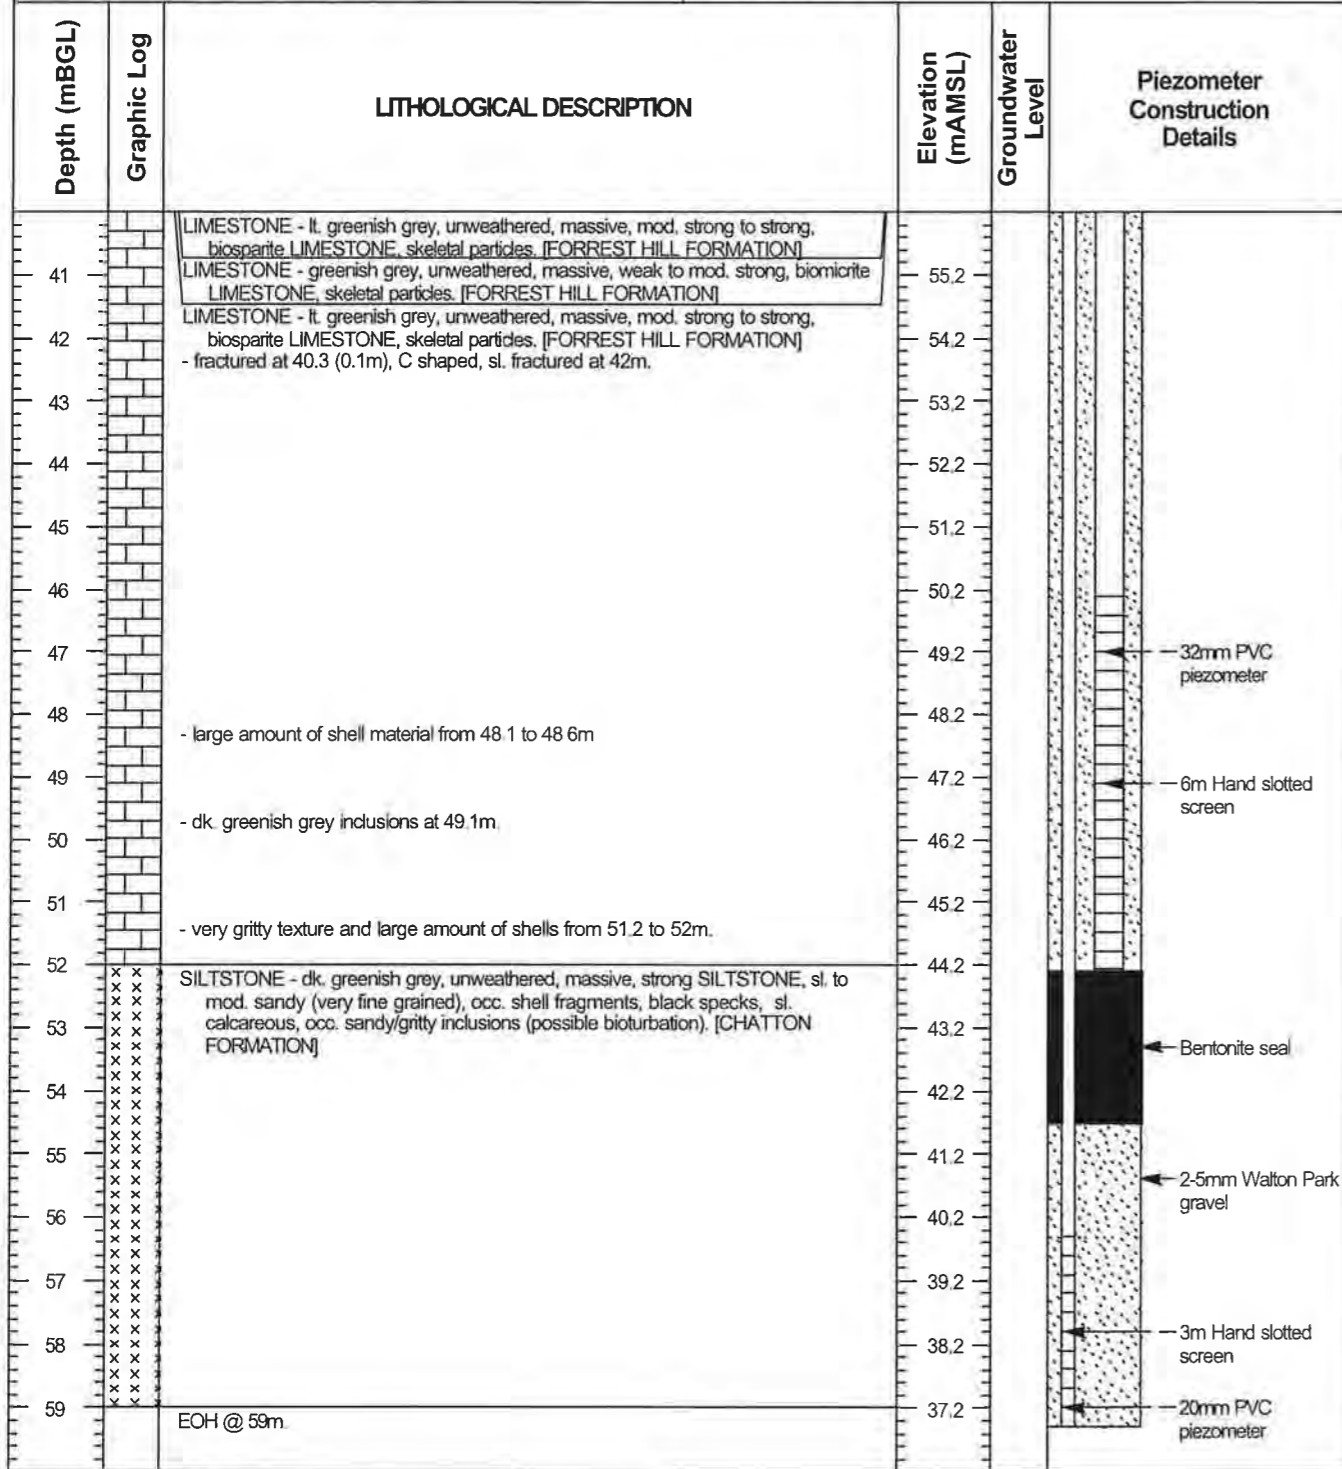 Depth (mBGL)
Graphic Log
LITHOLOGICAL DESCRIPTION
Elevation
(mAMSL)
Groundwater
Level
Piezometer
Construction
Details
LIMESTONE - lt. greenish grey, unweathered, massive, mod. strong to strong,
biosparite LIMESTONE, skeletal particles. [FORREST HILL FORMATION]
41
LIMESTONE - greenish grey, unweathered, massive, weak to mod. strong, biomicrite
LIMESTONE, skeletal particles. [FORREST HILL FORMATION]
55.2
LIMESTONE - lt. greenish grey, unweathered, massive, mod. strong to strong,
biosparite LIMESTONE, skeletal particles. [FORREST HILL FORMATION]
42
54.2
- fractured at 40.3 (0.1m), C shaped, sl. fractured at 42m.
43
53.2
44
52.2
45
51.2
46
50.2
47
49.2
32mm PVC
piezometer
48
48.2
- large amount of shell material from 48.1 to 48.6m
49
47.2
6m Hand slotted
screen
- dk. greenish grey inclusions at 49.1m.
50
46.2
51
45.2
- very gritty texture and large amount of shells from 51.2 to 52m.
52
44.2
SILTSTONE - dk. greenish grey, unweathered, massive, strong SILTSTONE, sl. to
mod. sandy (very fine grained), occ. shell fragments, black specks, sl.
calcareous, occ. sandy/gritty inclusions (possible bioturbation). [CHATTON
FORMATION]
53
43.2
Bentonite seal
54
42.2
55
41.2
2-5mm Walton Park
gravel
56
40.2
57
39.2
58
38.2
3m Hand slotted
screen
59
37.2
EOH @ 59m.
20mm PVC
piezometer